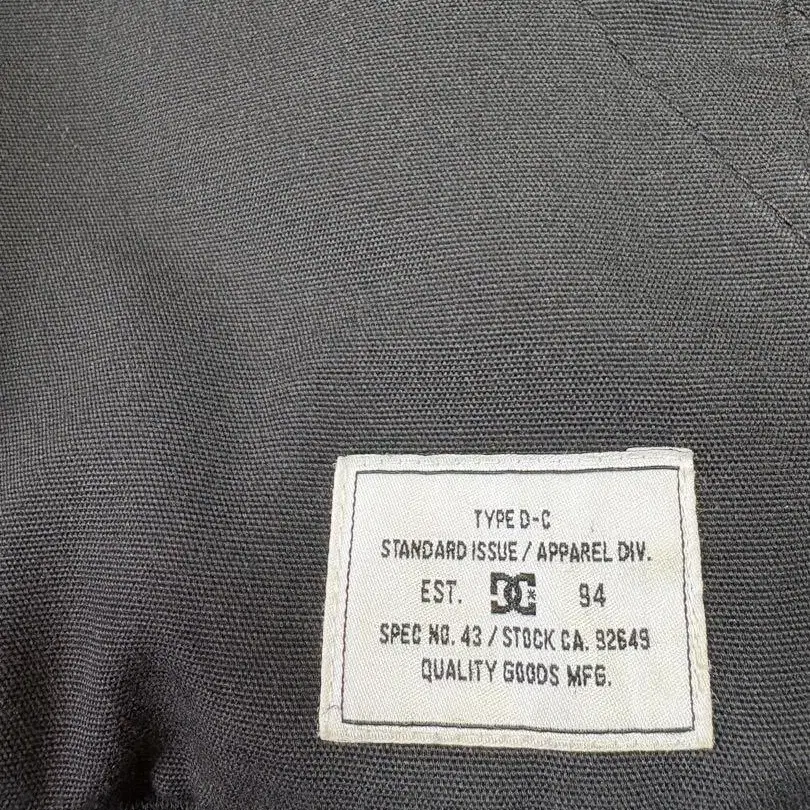 TYPE D-C
STANDARD ISSUE / APPAREL DIV.
EST. DC 94
SPEC NO. 43 / STOCK CA. 92649
QUALITY GOODS MFG.